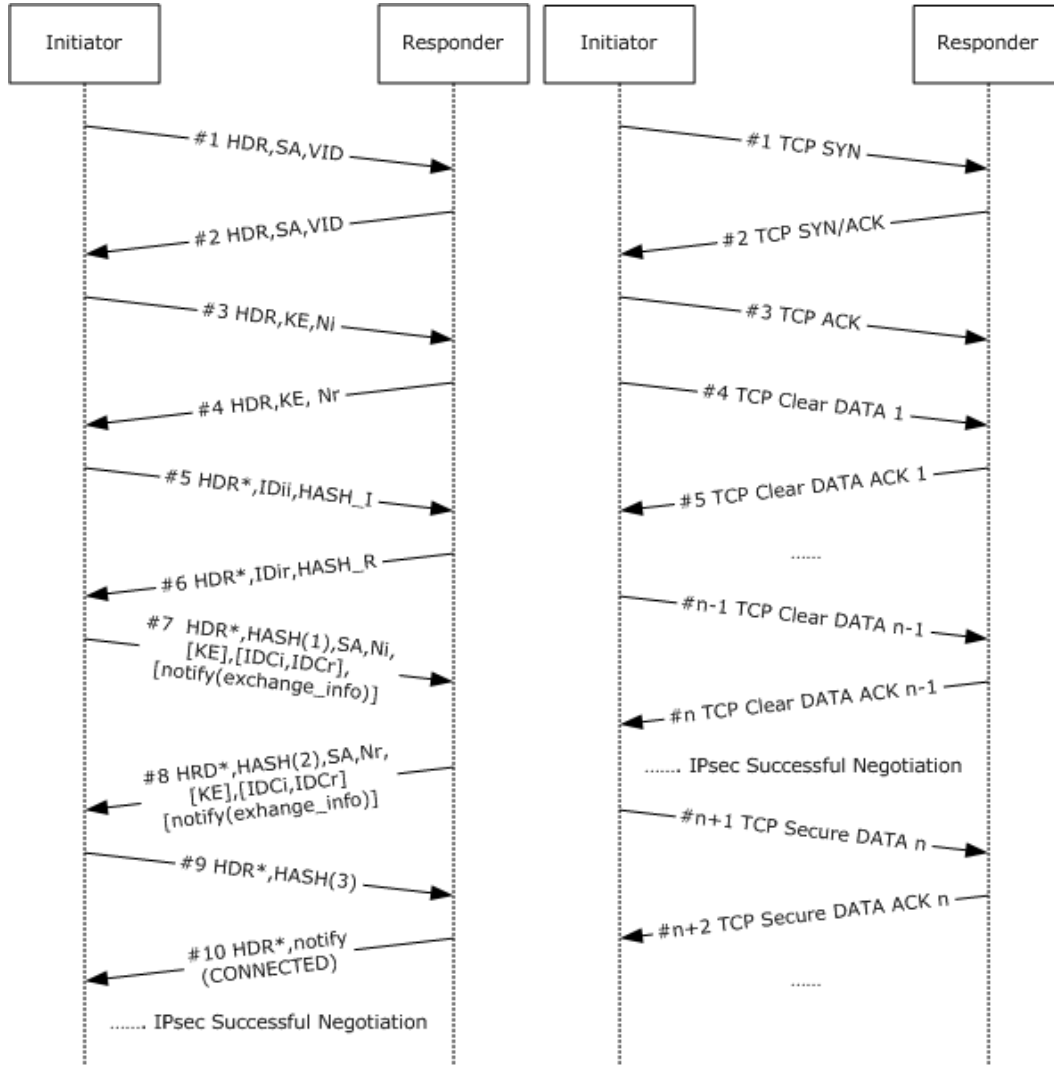 Initiator
Responder
#1 HDR,SA,VID
#2 HDR,SA,VID
#3 HDR,KE,Ni
#4 HDR,KE, Nr
#5 HDR*,IDii,HASH_I
#6 HDR*,IDir,HASH_R
#7 HDR*,HASH(1),SA,Ni,
[KE],[IDCi,IDCr],
[notify(exchange_info)]
#8 HRD*,HASH(2),SA,Nr,
[KE],[IDCi,IDCr]
[notify(exhange_info)]
#9 HDR*,HASH(3)
#10 HDR*,notify
(CONNECTED)
....... IPsec Successful Negotiation
Initiator
Responder
#1 TCP SYN
#2 TCP SYN/ACK
#3 TCP ACK
#4 TCP Clear DATA 1
#5 TCP Clear DATA ACK 1
......
#n-1 TCP Clear DATA n-1
#n TCP Clear DATA ACK n-1
....... IPsec Successful Negotiation
#n+1 TCP Secure DATA n
#n+2 TCP Secure DATA ACK n
......